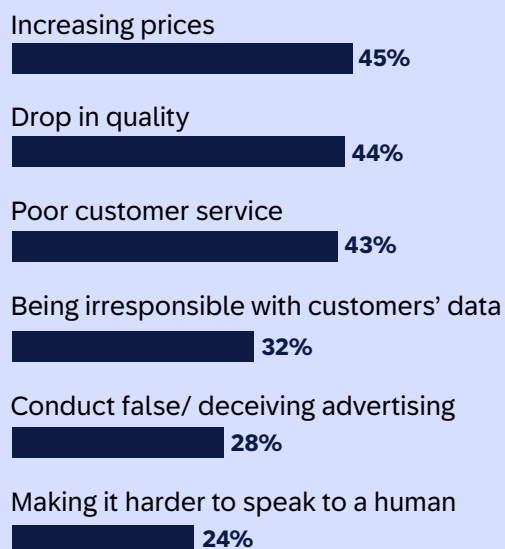 Increasing prices
45%
Drop in quality
44%
Poor customer service
43%
Being irresponsible with customers’ data
32%
Conduct false/ deceiving advertising
28%
Making it harder to speak to a human
24%